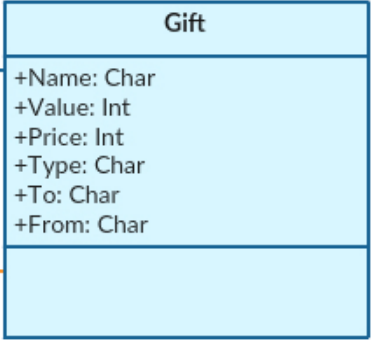 Gift
+Name: Char
+Value: Int
+Price: Int
+Type: Char
+To: Char
+From: Char